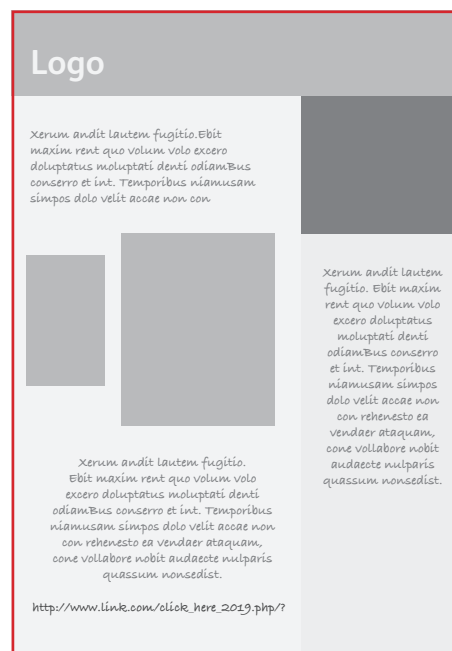 Logo
Xerum andit lautem fugitio.Ebit
maxim rent quo volum volo excero
doluptatus moluptati denti odiamBus
conserro et int. Temporibus niamusam
simpos dolo velit accae non con
Xerum andit lautem fugitio.
Ebit maxim rent quo volum volo
excero doluptatus moluptati denti
odiamBus conserro et int. Temporibus
niamusam simpos dolo velit accae non
con rehenesto ea vendaer ataquam,
cone vollabore nobit audaecte nulparis
quassum nonsedist.
http://www.link.com/click_here_2019.php/?
Xerum andit lautem
fugitio. Ebit maxim
rent quo volum volo
excero doluptatus
moluptati denti
odiamBus conserro
et int. Temporibus
niamusam simpos
dolo velit accae non
con rehenesto ea
vendaer ataquam,
cone vollabore nobit
audaecte nulparis
quassum nonsedist.